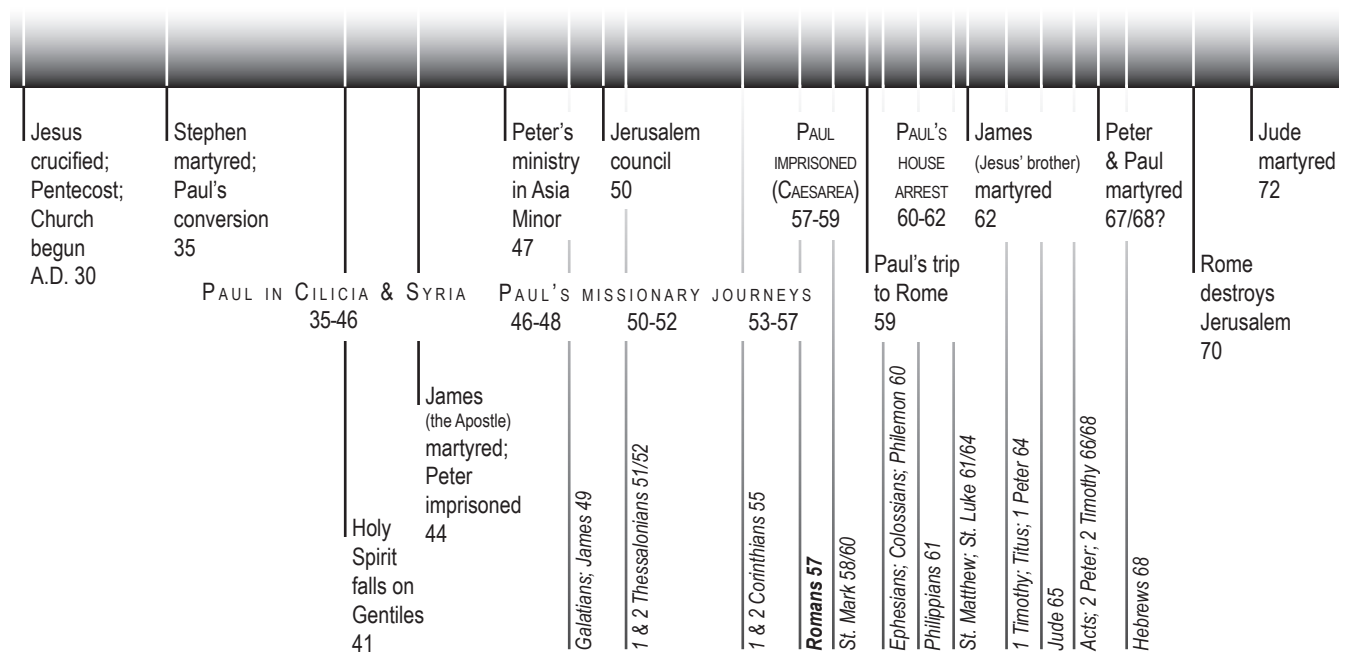 Jesus
crucified;
Pentecost;
Church
begun
A.D. 30
Stephen
martyred;
Paul's
conversion
35
Peter's
ministry
in Asia
Minor
47
Jerusalem
council
50
PAUL
IMPRISONED
(CAESAREA)
57-59
PAUL'S
HOUSE
ARREST
60-62
James
(Jesus' brother)
martyred
62
Peter
& Paul
martyred
67/68?
Jude
martyred
72
Paul's trip
to Rome
59
Rome
destroys
Jerusalem
70
PAUL IN CILICIA & SYRIA
35-46
PAUL'S MISSIONARY JOURNEYS
46-48 50-52 53-57
James
(the Apostle)
martyred;
Peter
imprisoned
44
Holy
Spirit
falls on
Gentiles
41
Galatians; James 49
1 & 2 Thessalonians 51/52
1 & 2 Corinthians 55
Romans 57
St. Mark 58/60
Ephesians; Colossians; Philemon 60
Philippians 61
St. Matthew; St. Luke 61/64
1 Timothy; Titus; 1 Peter 64
Jude 65
Acts; 2 Peter; 2 Timothy 66/68
Hebrews 68